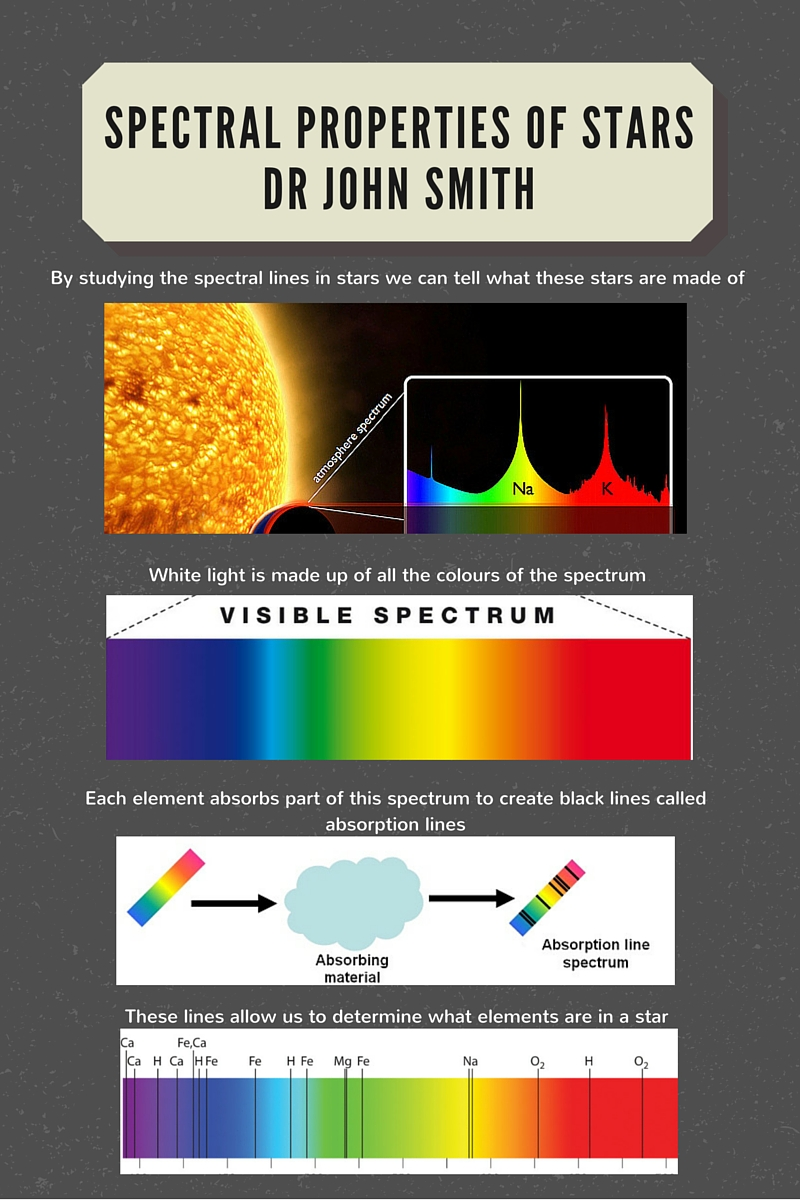 SPECTRAL PROPERTIES OF STARS
DR JOHN SMITH
By studying the spectral lines in stars we can tell what these stars are made of
atmosphere spectrum
Na
K
White light is made up of all the colours of the spectrum
VISIBLE SPECTRUM
Each element absorbs part of this spectrum to create black lines called
absorption lines
Absorbing
material
Absorption line
spectrum
These lines allow us to determine what elements are in a star
Ca Fe,Ca
Ca H Ca H Fe Fe H Fe Mg Fe Na O₂ H O₂